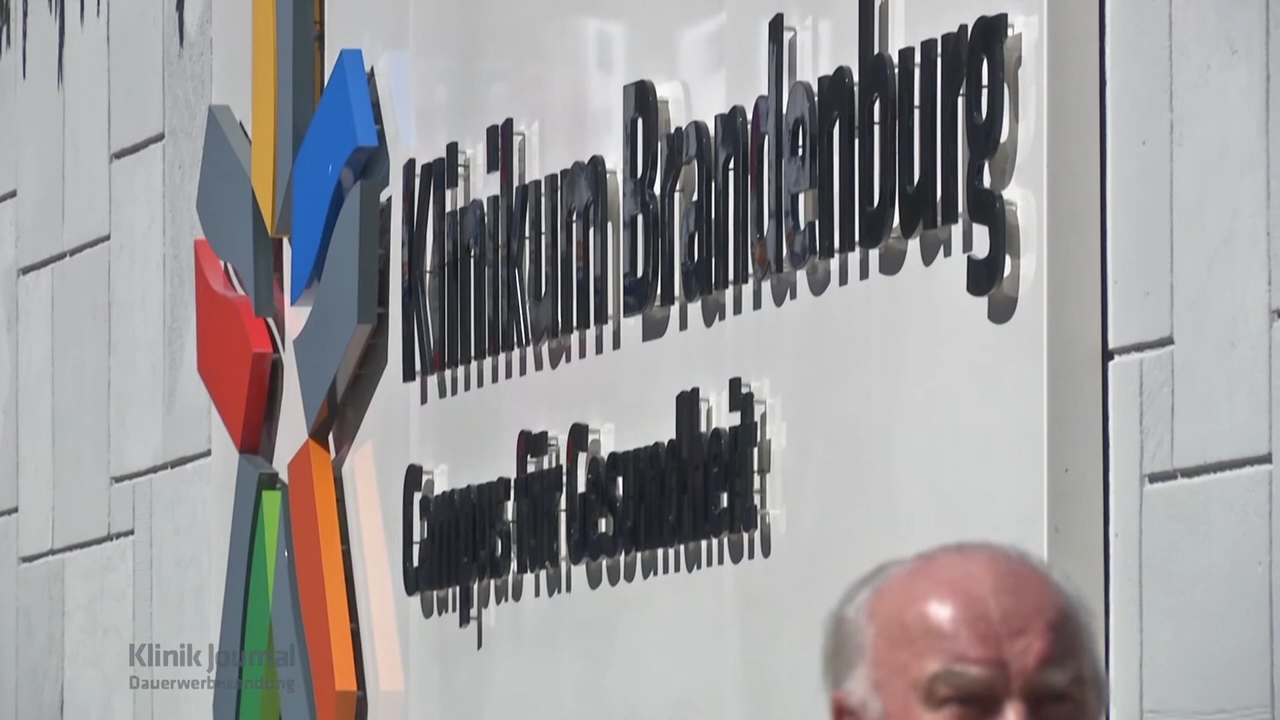 Klinikum Brandenburg
Campus für Gesundheit
Klinik Journal
Dauerwerbesendung